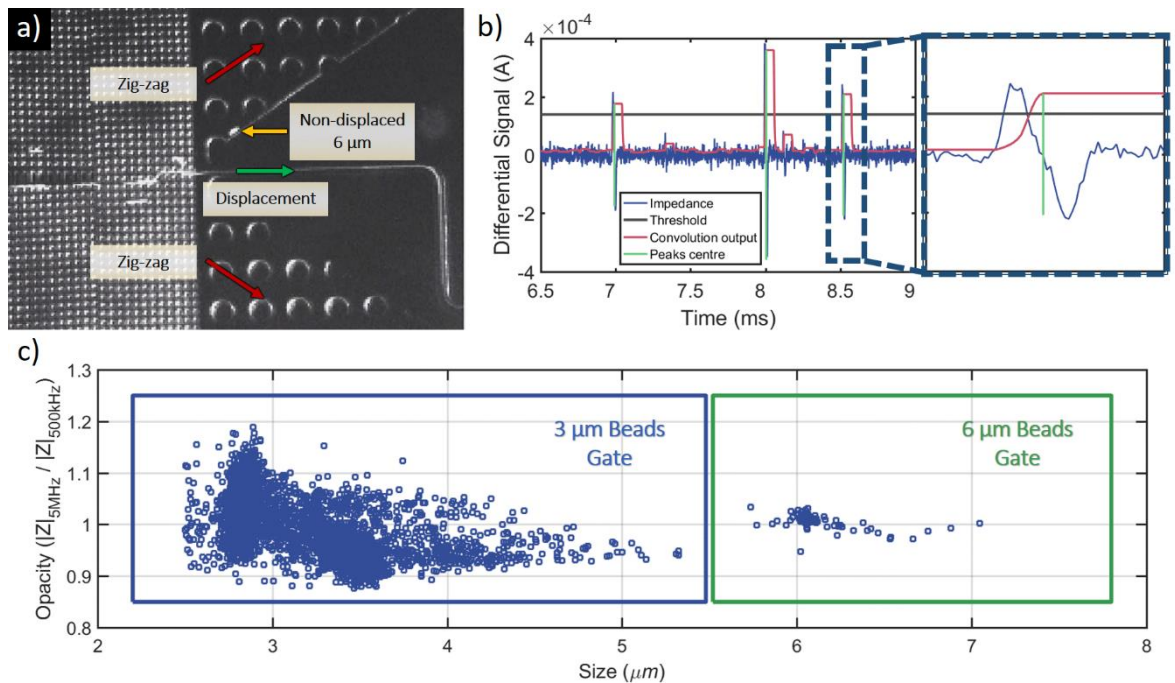 a)
Zig-zag
Non-displaced
6 µm
Displacement
Zig-zag
b)
×10⁻⁴
Differential Signal (A)
4
2
0
-2
-4
Impedance
Threshold
Convolution output
Peaks centre
6.5 7 7.5 8 8.5 9
Time (ms)
c)
Opacity (|Z|5MHz / |Z|500kHz)
1.3
1.2
1.1
1
0.9
0.8
3 µm Beads
Gate
6 µm Beads
Gate
2 3 4 5 6 7 8
Size (µm)